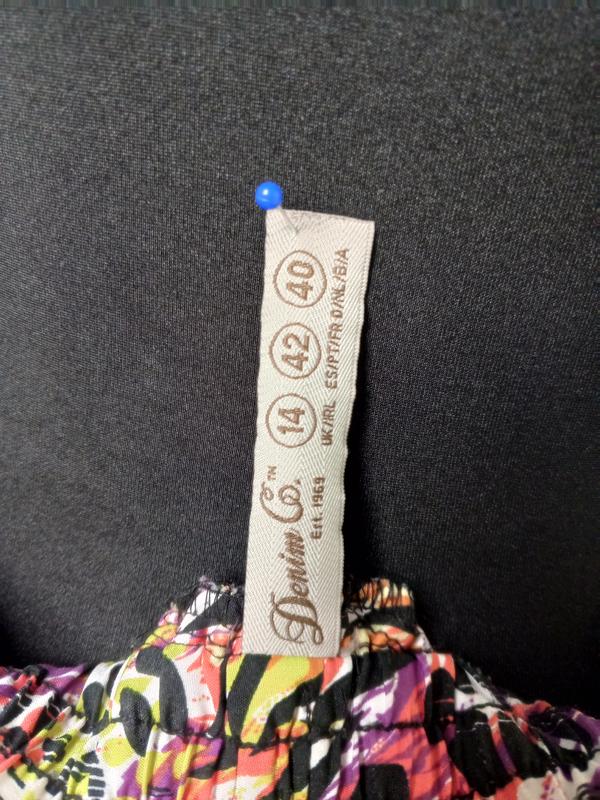 Denim Co.™
Est. 1969
14 42 40
UK/IRL ES/PT/FR D/NL/B/A